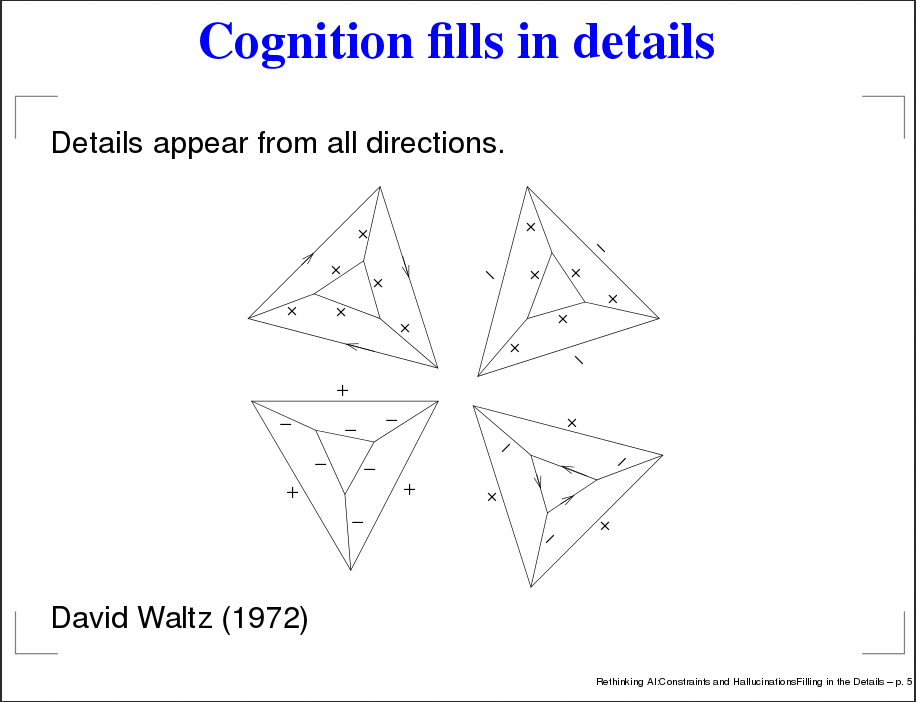 Cognition fills in details
Details appear from all directions.
David Waltz (1972)
Rethinking AI:Constraints and HallucinationsFilling in the Details – p. 5